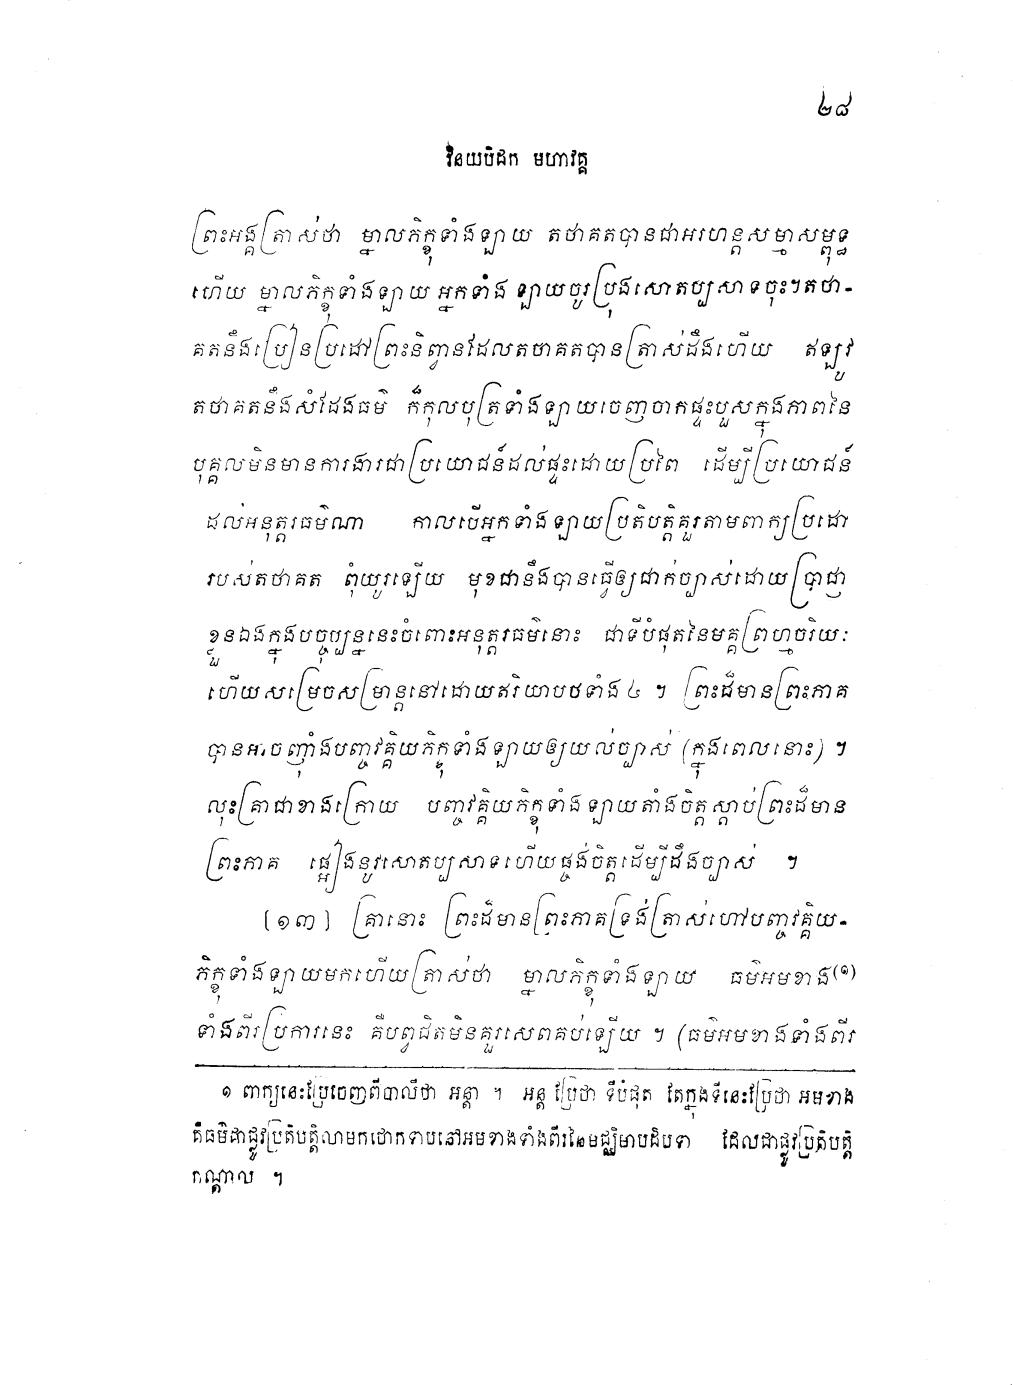 ២៨
វិនយបិដក មហាវគ្គ
ព្រះអង្គត្រាស់ថា ម្នាលភិក្ខុទាំងឡាយ តថាគតបានជាអរហន្តសម្មាសម្ពុទ្ធ
ហើយ ម្នាលភិក្ខុទាំងឡាយ អ្នកទាំង ឡាយចូរប្រុងសោតប្បសាទចុះ។តថា-
គតនឹងប្រៀនប្រដៅព្រះនិព្វានដែលតថាគតបានត្រាស់ដឹងហើយ ឥឡូវ
តថាគតនឹងសំដែងធម៌ ក៏កុលបុត្រទាំងឡាយចេញចាកផ្ទះបួសក្នុងភាពនៃ
បុគ្គលមិនមានការងារជាប្រយោជន៍ដល់ផ្ទះដោយប្រពៃ ដើម្បីប្រយោជន៍
ដល់អនុត្តរធម៌ណា កាលបើអ្នកទាំងឡាយប្រតិបត្តិគួរតាមពាក្យប្រដៅ
របស់តថាគត ពុំយូរឡើយ មុខជានឹងបានធ្វើឲ្យជាក់ច្បាស់ដោយប្រាជ្ញា
ខ្លួនឯងក្នុងបច្ចុប្បន្ននេះចំពោះអនុត្តរធម៌នោះ ជាទីបំផុតនៃមគ្គព្រហ្មចរិយៈ
ហើយសម្រេចសម្រាន្តនៅដោយឥរិយាបថទាំង ៤ ។ ព្រះដ៏មានព្រះភាគ
បានអាចញ៉ាំងបញ្ចវគ្គិយភិក្ខុទាំងឡាយឲ្យយល់ច្បាស់ (ក្នុងពេលនោះ) ។
លុះត្រាជាខាងក្រោយ បញ្ចវគ្គិយភិក្ខុទាំងឡាយតាំងចិត្តស្តាប់ព្រះដ៏មាន
ព្រះភាគ ផ្អៀងនូវសោតប្បសាទហើយផ្ចង់ចិត្តដើម្បីដឹងច្បាស់ ។
[១៣] គ្រានោះ ព្រះដ៏មានព្រះភាគទ្រង់ត្រាស់ហៅបញ្ចវគ្គិយ-
ភិក្ខុទាំងឡាយមកហើយត្រាស់ថា ម្នាលភិក្ខុទាំងឡាយ ធម៌អមខាង(១)
ទាំងពីរប្រការនេះ គឺបព្វជិតមិនគួរសេពគប់ឡើយ ។ (ធម៌អមខាងទាំងពីរ
១ ពាក្យនេះប្រែចេញពីបាលីថា អន្តា ។ អន្ត ប្រែថា ទីបំផុត តែក្នុងទីនេះប្រែថា អមខាង
គឺធម៌ជាផ្លូវប្រតិបត្តិលាមកថោកទាបនៅអមខាងទាំងពីរនៃមជ្ឈិមាបដិបទា ដែលជាផ្លូវប្រតិបត្តិ
កណ្តាល ។